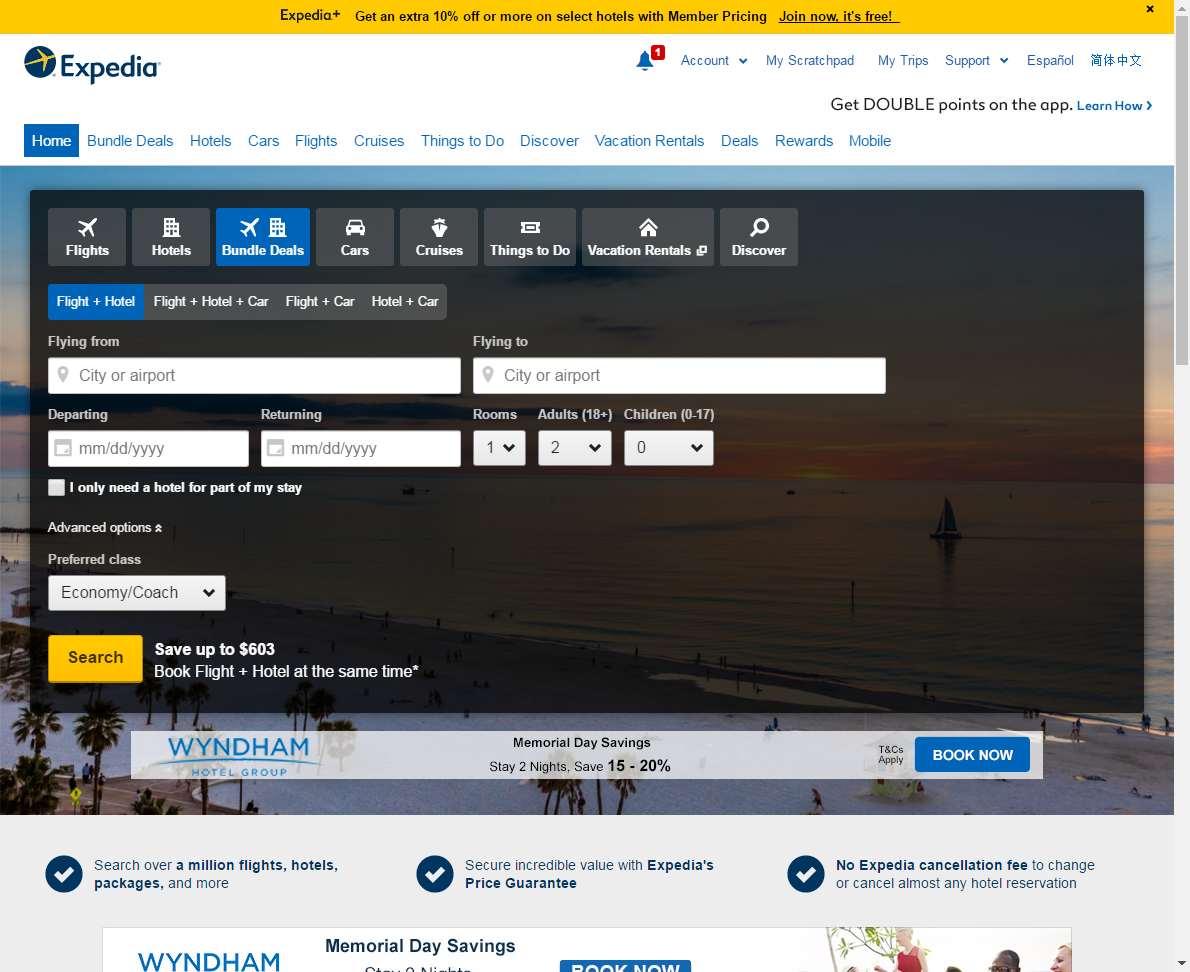 Expedia+ Get an extra 10% off or more on select hotels with Member Pricing Join now, it's free!
Expedia
1 Account My Scratchpad My Trips Support Español 简体中文
Get DOUBLE points on the app. Learn How
Home Bundle Deals Hotels Cars Flights Cruises Things to Do Discover Vacation Rentals Deals Rewards Mobile
Flights Hotels Bundle Deals Cars Cruises Things to Do Vacation Rentals Discover
Flight + Hotel Flight + Hotel + Car Flight + Car Hotel + Car
Flying from Flying to
City or airport City or airport
Departing Returning Rooms Adults (18+) Children (0-17)
mm/dd/yyyy mm/dd/yyyy 1 2 0
I only need a hotel for part of my stay
Advanced options
Preferred class
Economy/Coach
Search
Save up to $603
Book Flight + Hotel at the same time*
WYNDHAM
HOTEL GROUP
Memorial Day Savings
Stay 2 Nights, Save 15 - 20%
T&Cs
Apply
BOOK NOW
Search over a million flights, hotels,
packages, and more
Secure incredible value with Expedia's
Price Guarantee
No Expedia cancellation fee to change
or cancel almost any hotel reservation
WYNDHAM
Memorial Day Savings
Stay 2 Nights
BOOK NOW